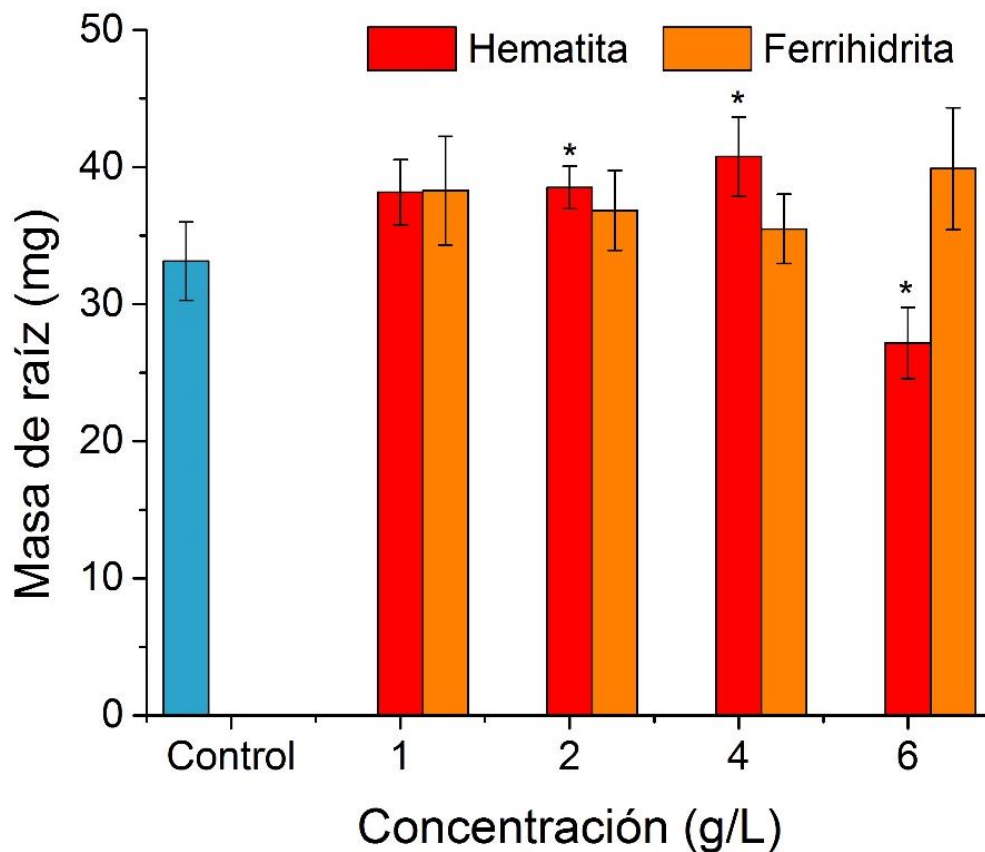 50
Hematita Ferrihidrita
*
*
40
Masa de raíz (mg)
30
*
20
10
0
Control 1 2 4 6
Concentración (g/L)